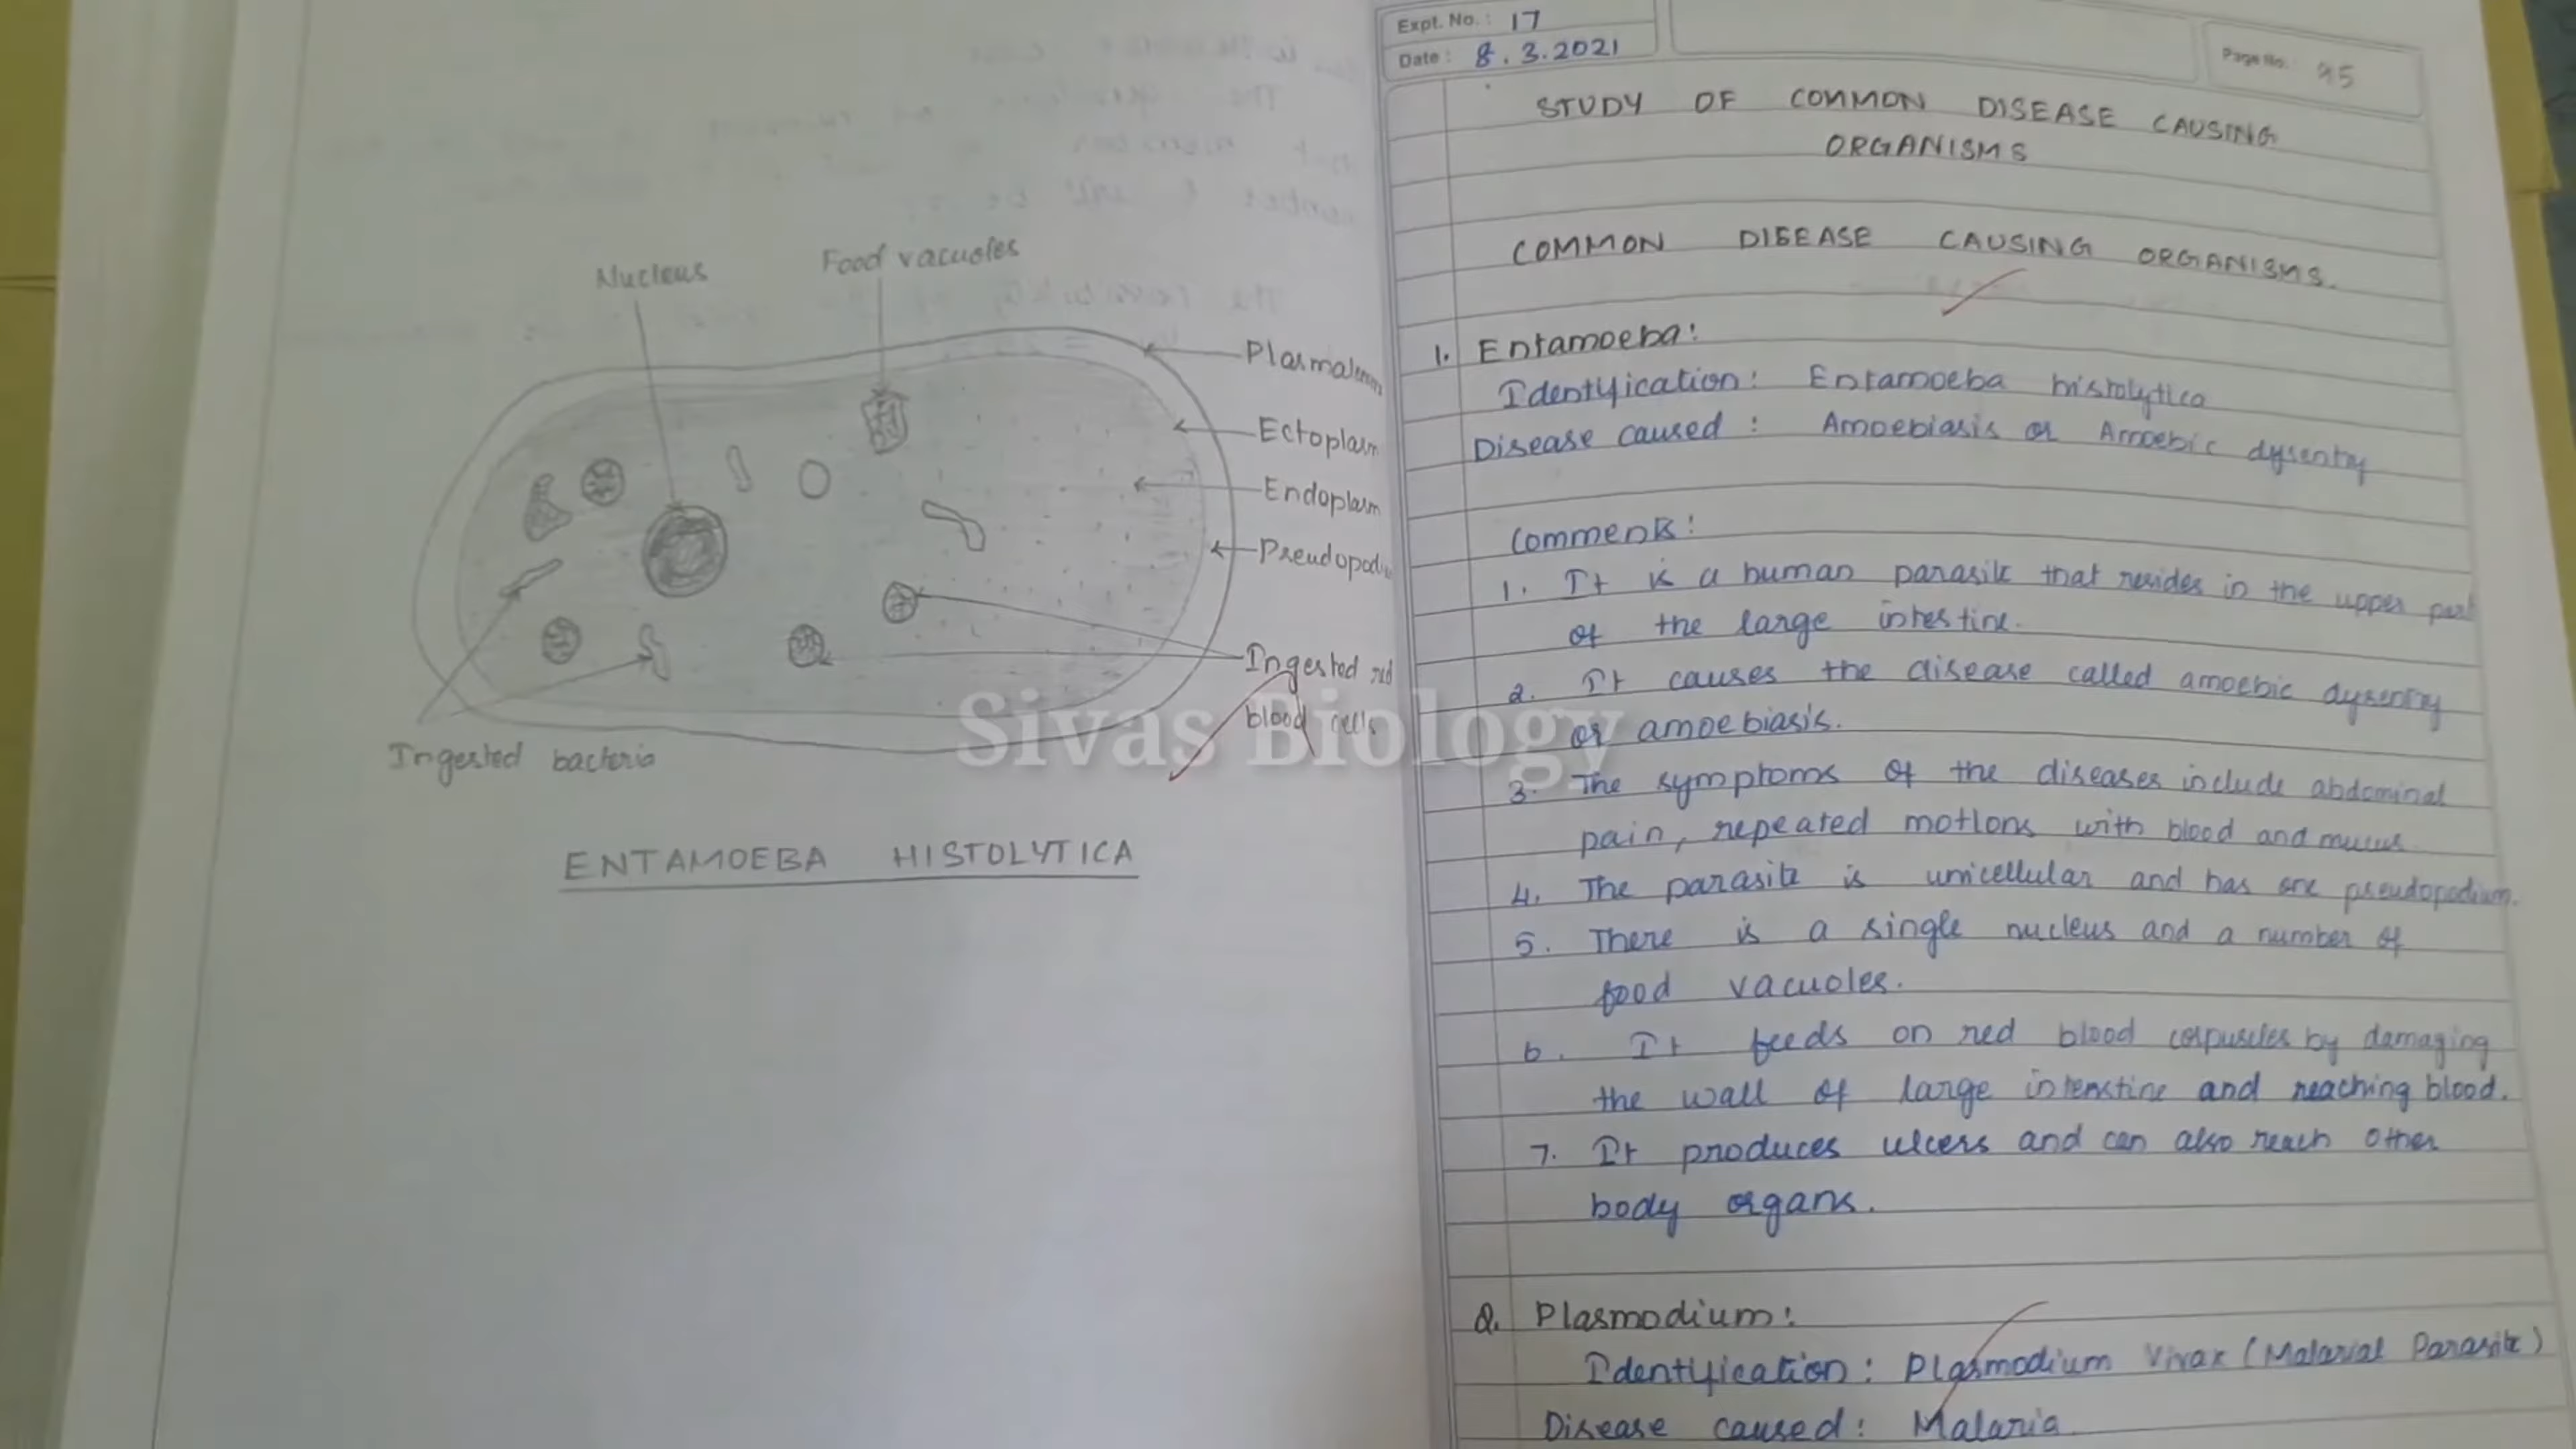 Nucleus
Food vacuoles
Plasmalem
Ectoplasm
Endoplasm
Pseudopodiu
Ingested red
blood cells
Ingested bacteria
ENTAMOEBA HISTOLYTICA
Sivas Biology
Expt. No. : 17
Date : 8.3.2021
Page No. 95
STUDY OF COMMON DISEASE CAUSING
ORGANISMS
COMMON DISEASE CAUSING ORGANISMS.
1. Entamoeba:
Identification: Entamoeba histolytica
Disease caused : Amoebiasis or Amoebic dysentry
Comments:
1. It is a human parasite that resides in the upper part
of the large intestine.
2. It causes the disease called amoebic dysentry
or amoebiasis.
3. The symptoms of the diseases include abdominal
pain, repeated motions with blood and mucus
4. The parasite is unicellular and has one pseudopodium.
5. There is a single nucleus and a number of
food vacuoles.
6. It feeds on red blood corpuscles by damaging
the wall of large intenstine and reaching blood.
7. It produces ulcers and can also reach other
body organs.
2. Plasmodium:
Identification: Plasmodium Vivax (Malarial Parasite)
Disease caused: Malaria